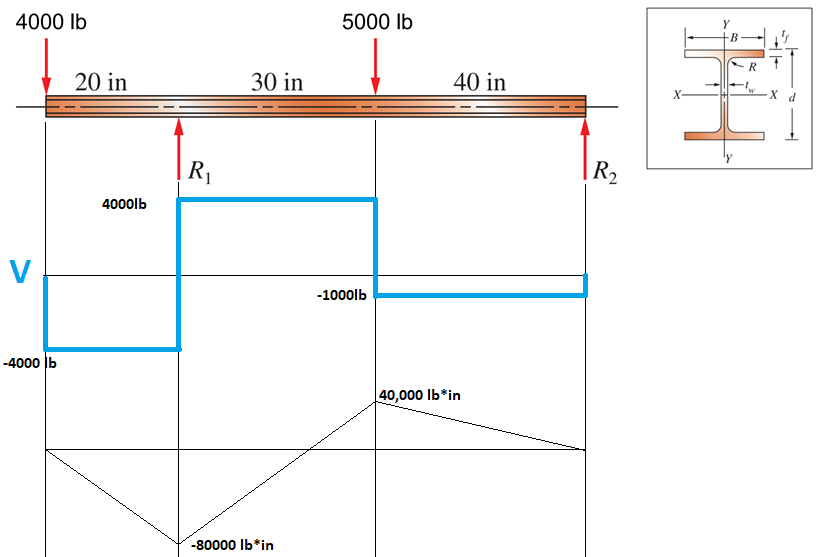 4000 lb
5000 lb
20 in
30 in
40 in
R1
R2
Y
B
tf
R
tw
X
X
d
Y
4000lb
V
-1000lb
-4000 lb
40,000 lb*in
-80000 lb*in